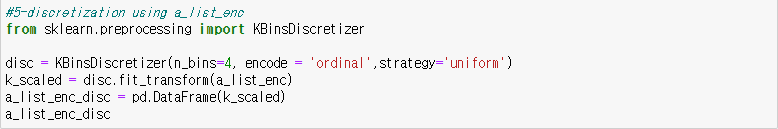 #5-discretization using a_list_enc
from sklearn.preprocessing import KBinsDiscretizer
disc = KBinsDiscretizer(n_bins=4, encode = 'ordinal',strategy='uniform')
k_scaled = disc.fit_transform(a_list_enc)
a_list_enc_disc = pd.DataFrame(k_scaled)
a_list_enc_disc